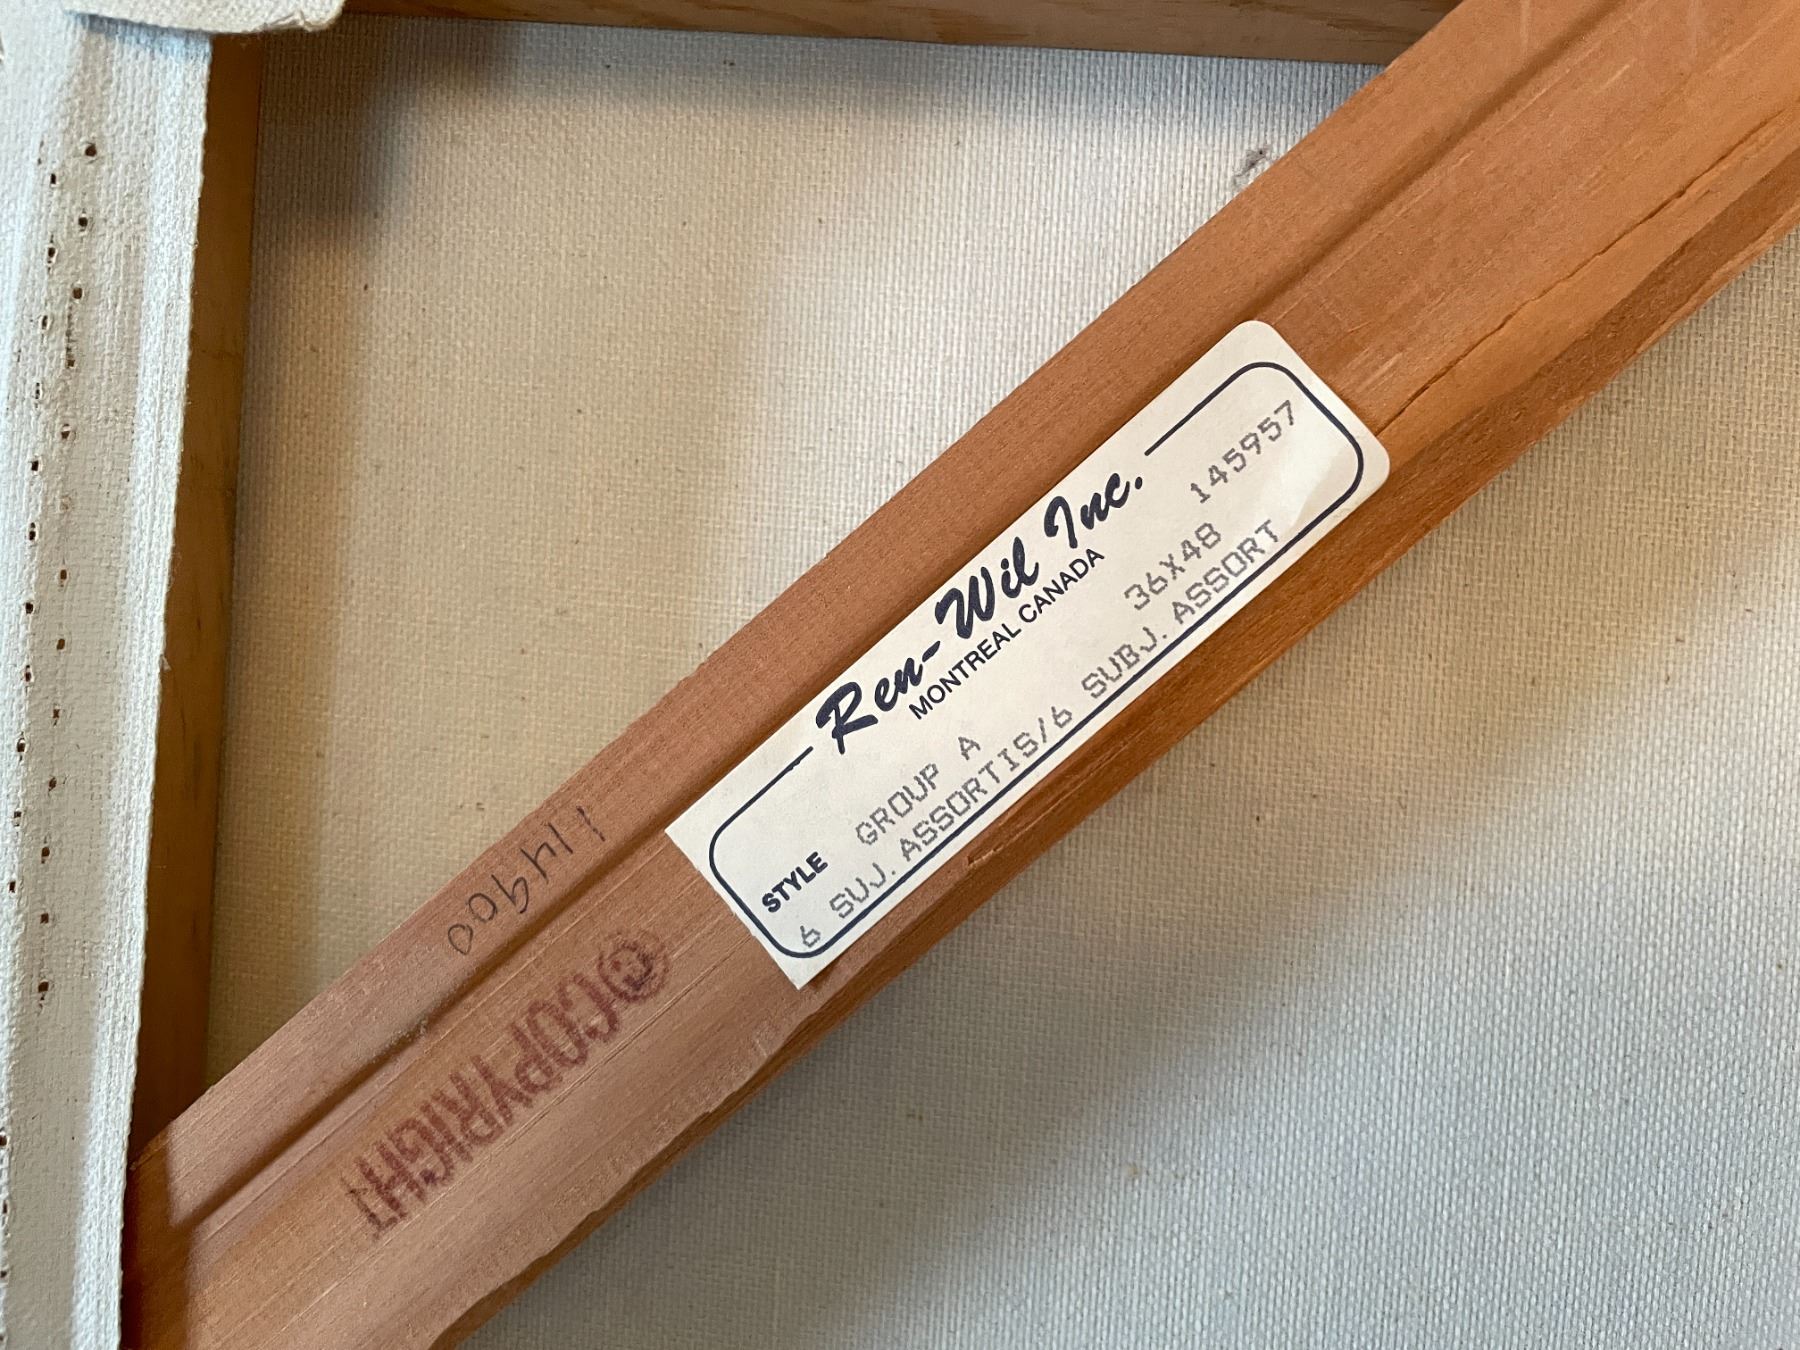 Ren-Wil Inc.
MONTREAL CANADA
145957
STYLE GROUP A 36X48
6 SUJ. ASSORTIS/6 SUBJ. ASSORT
114900
©COPYRIGHT